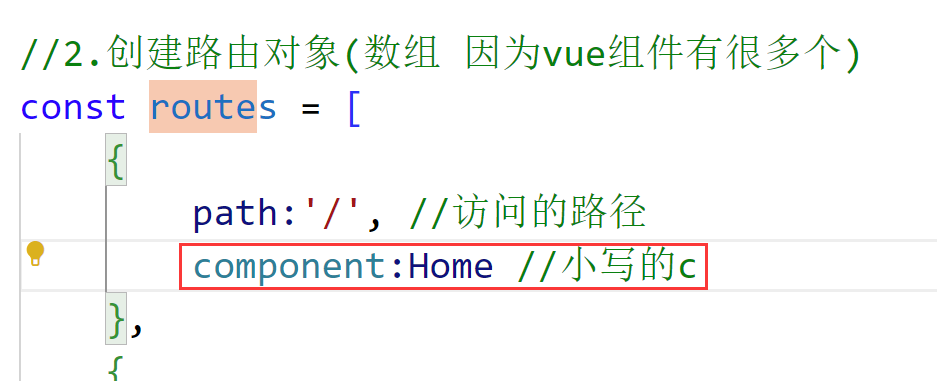 //2.创建路由对象(数组 因为vue组件有很多个)
const routes = [
{
path:'/', //访问的路径
component:Home //小写的c
},
{